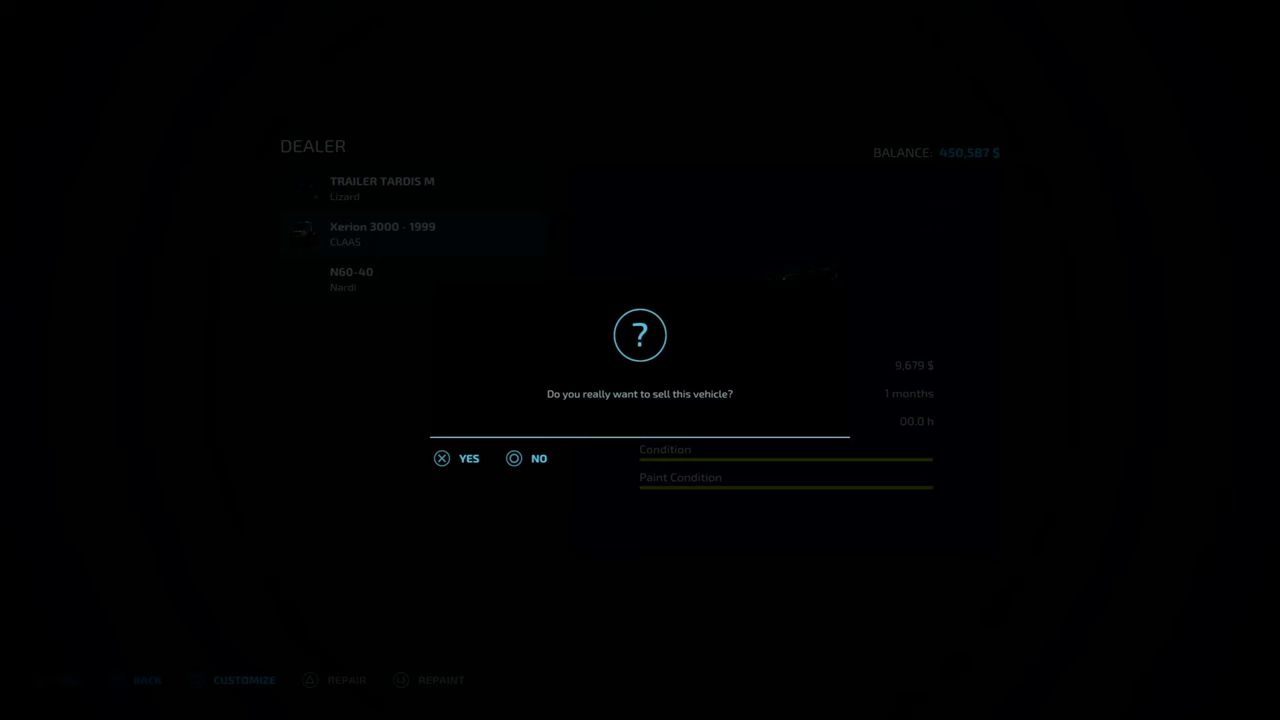 DEALER
BALANCE: 450,587 $
TRAILER TARDIS M
Lizard
Xerion 3000 - 1999
CLAAS
N60-40
Nardi
?
Do you really want to sell this vehicle?
9,679 $
1 months
00.0 h
YES NO
Condition
Paint Condition
BACK CUSTOMIZE REPAIR REPAINT